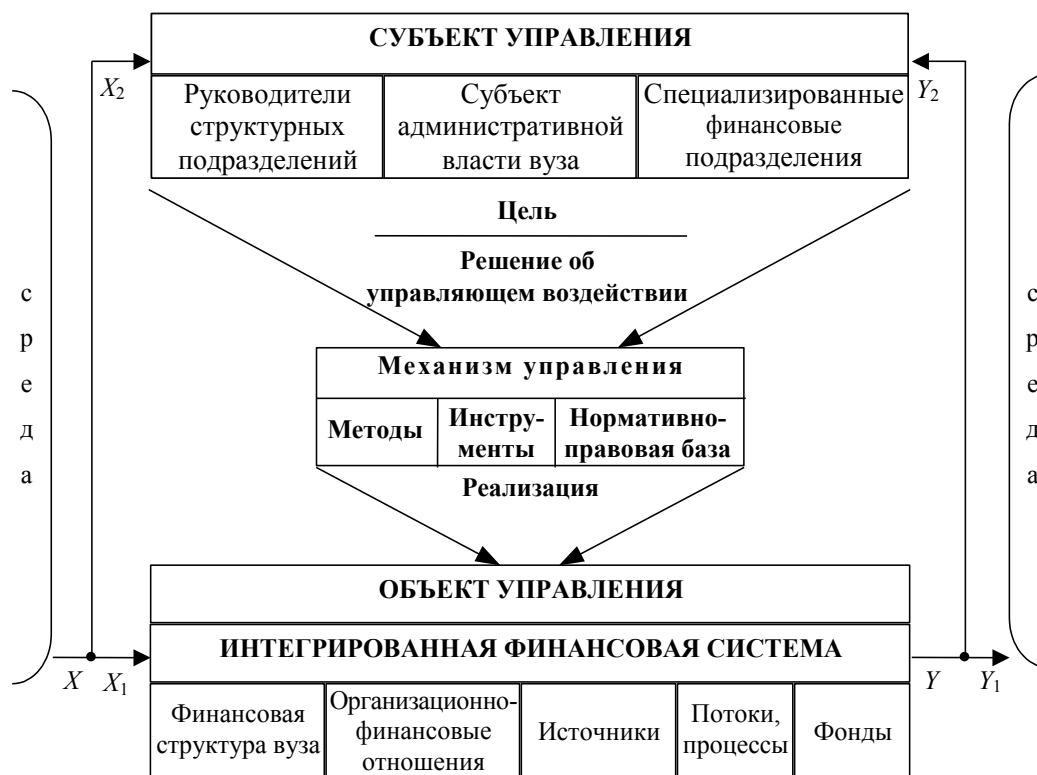 СУБЪЕКТ УПРАВЛЕНИЯ
X2
Y2
Руководители
структурных
подразделений
Субъект
административной
власти вуза
Специализированные
финансовые
подразделения
Цель
Решение об
управляющем воздействии
с
р
е
д
а
с
р
е
д
а
Механизм управления
Методы
Инстру-
менты
Нормативно-
правовая база
Реализация
ОБЪЕКТ УПРАВЛЕНИЯ
ИНТЕГРИРОВАННАЯ ФИНАНСОВАЯ СИСТЕМА
X
X1
Y
Y1
Финансовая
структура вуза
Организационно-
финансовые
отношения
Источники
Потоки,
процессы
Фонды